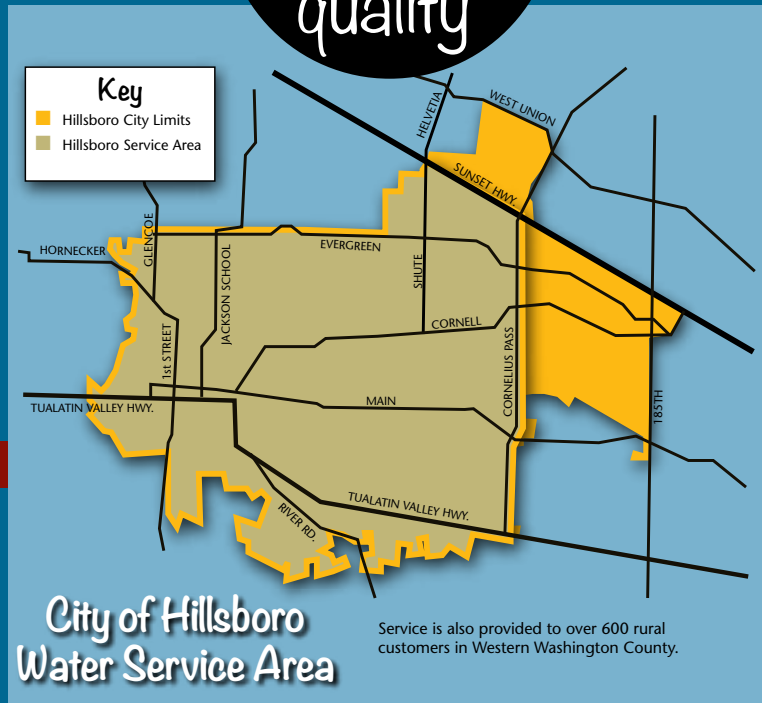 quality
Key
Hillsboro City Limits
Hillsboro Service Area
HELVETIA
WEST UNION
SUNSET HWY.
GLENCOE
HORNECKER
EVERGREEN
JACKSON SCHOOL
SHUTE
CORNELL
1st STREET
CORNELIUS PASS
185TH
MAIN
TUALATIN VALLEY HWY.
TUALATIN VALLEY HWY.
RIVER RD.
City of Hillsboro
Water Service Area
Service is also provided to over 600 rural
customers in Western Washington County.